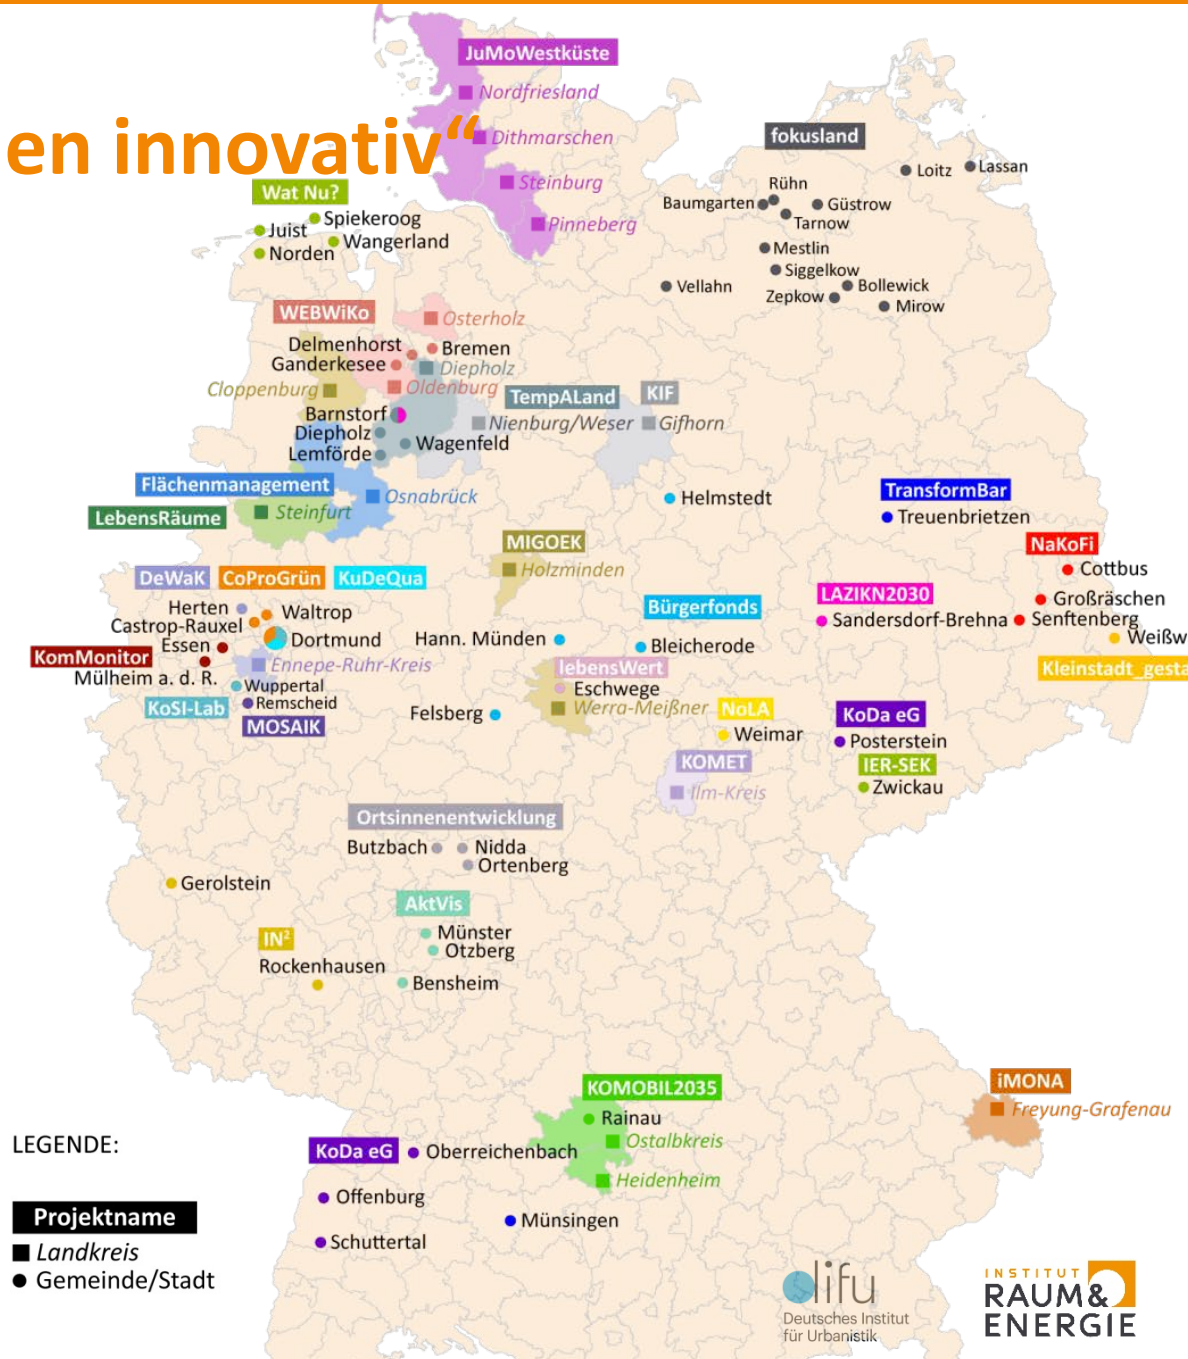 JuMoWestküste
Nordfriesland
en innovativ“
Dithmarschen
fokusland
Loitz
Lassan
Steinburg
Rühn
Wat Nu?
Baumgarten
Güstrow
Tarnow
Spiekeroog
Pinneberg
Juist
Wangerland
Norden
Mestlin
Siggelkow
Vellahn
Bollewick
Zepkow
Mirow
WEBWiKo
Osterholz
Delmenhorst
Bremen
Ganderkesee
Diepholz
Cloppenburg
Oldenburg
TempALand
KIF
Barnstorf
Nienburg/Weser
Gifhorn
Diepholz
Wagenfeld
Lemförde
Flächenmanagement
Osnabrück
Helmstedt
TransformBar
LebensRäume
Steinfurt
Treuenbrietzen
MIGOEK
NaKoFi
Holzminden
Cottbus
DeWaK
CoProGrün
KuDeQua
LAZIKN2030
Großräschen
Herten
Waltrop
Bürgerfonds
Castrop-Rauxel
Sandersdorf-Brehna
Senftenberg
Dortmund
Hann. Münden
Weißw
Essen
Bleicherode
KomMonitor
Ennepe-Ruhr-Kreis
lebensWert
Kleinstadt_gesta
Mülheim a. d. R.
Wuppertal
Eschwege
KoSI-Lab
Remscheid
Werra-Meißner
NoLA
KoDa eG
MOSAIK
Felsberg
Weimar
Posterstein
KOMET
IER-SEK
Ilm-Kreis
Zwickau
Ortsinnenentwicklung
Butzbach
Nidda
Ortenberg
Gerolstein
AktVis
Münster
IN²
Otzberg
Rockenhausen
Bensheim
KOMOBIL2035
iMONA
Rainau
Freyung-Grafenau
LEGENDE:
KoDa eG
Oberreichenbach
Ostalbkreis
Heidenheim
Offenburg
Projektname
Münsingen
Landkreis
Schuttertal
Gemeinde/Stadt
difu
Deutsches Institut
für Urbanistik
INSTITUT
RAUM&
ENERGIE